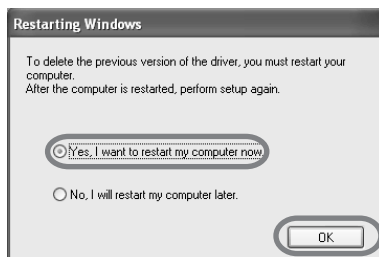 Restarting Windows
To delete the previous version of the driver, you must restart your
computer.
After the computer is restarted, perform setup again.
Yes, I want to restart my computer now.
No, I will restart my computer later.
OK